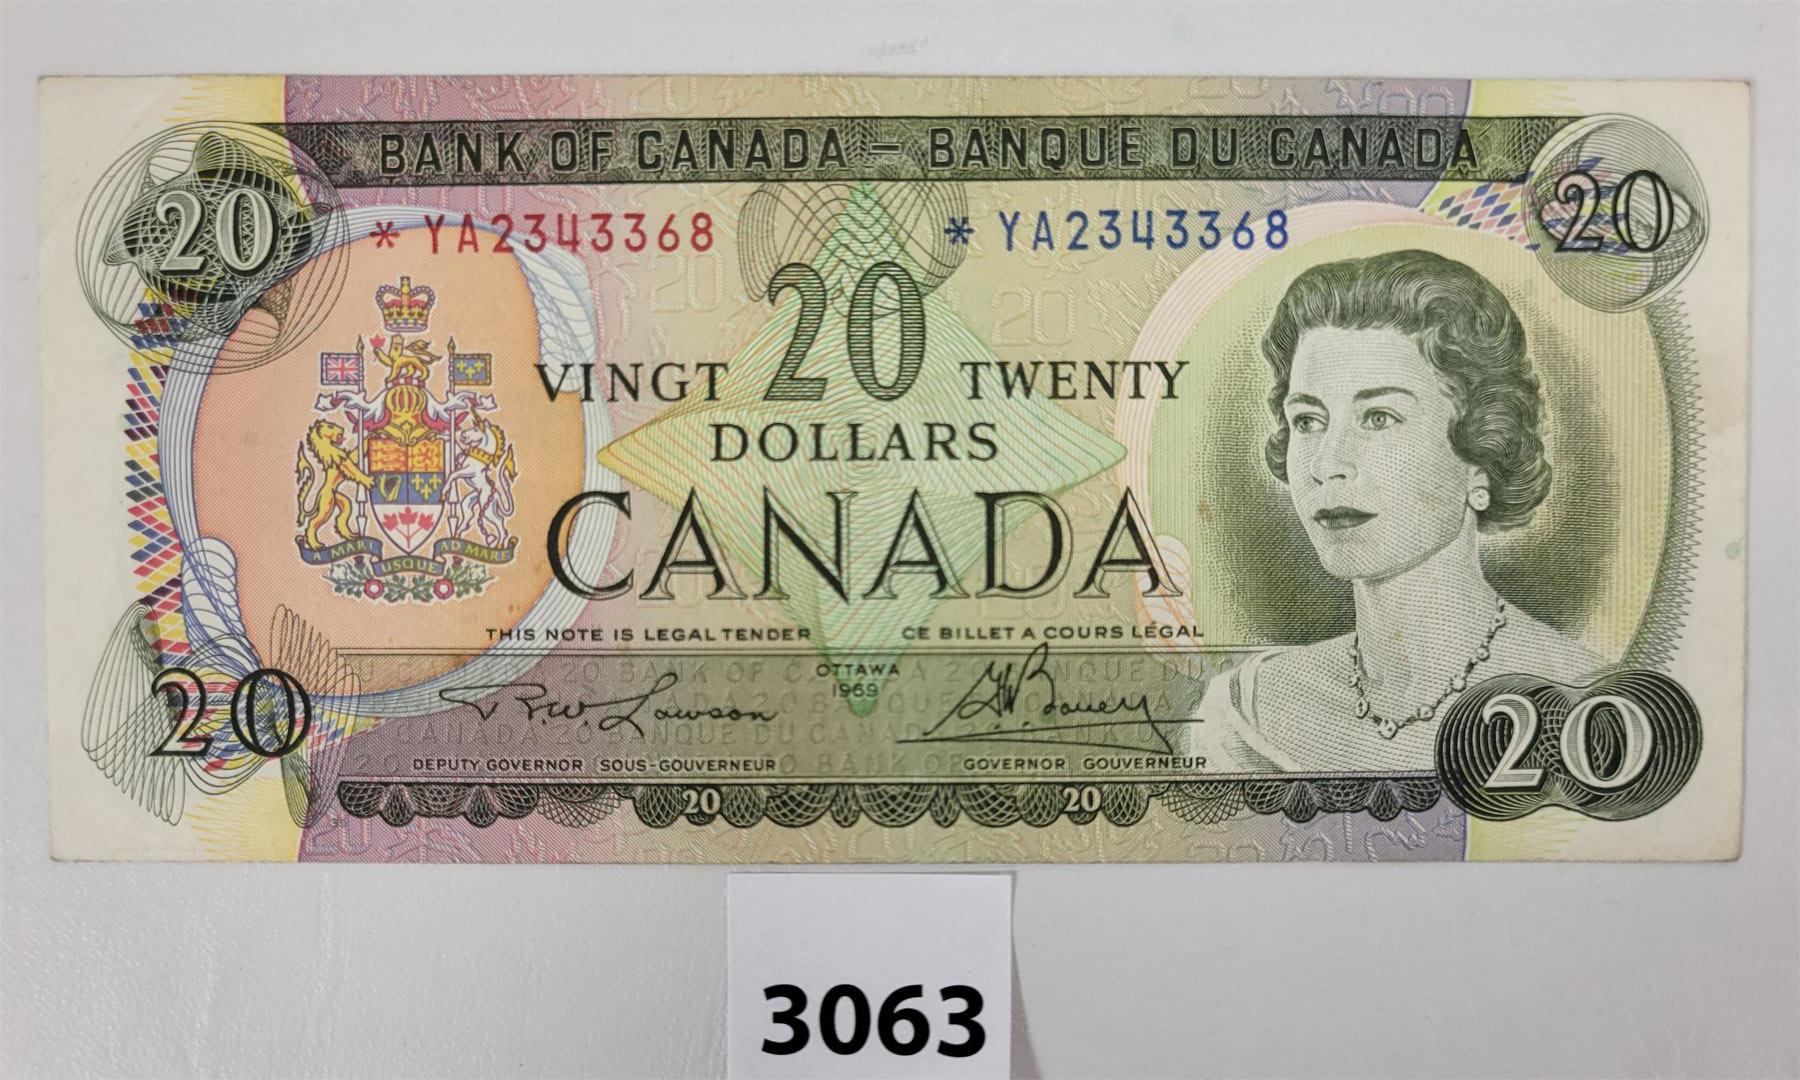 BANK OF CANADA – BANQUE DU CANADA
20 20
* YA2343368 * YA2343368
20
VINGT TWENTY
DOLLARS
CANADA
A MARI USQUE AD MARE
THIS NOTE IS LEGAL TENDER CE BILLET A COURS LÉGAL
OTTAWA
1969
T.R.W. Lawson G.K. Bouey
DEPUTY GOVERNOR SOUS-GOUVERNEUR GOVERNOR GOUVERNEUR
20 20
20 20
3063